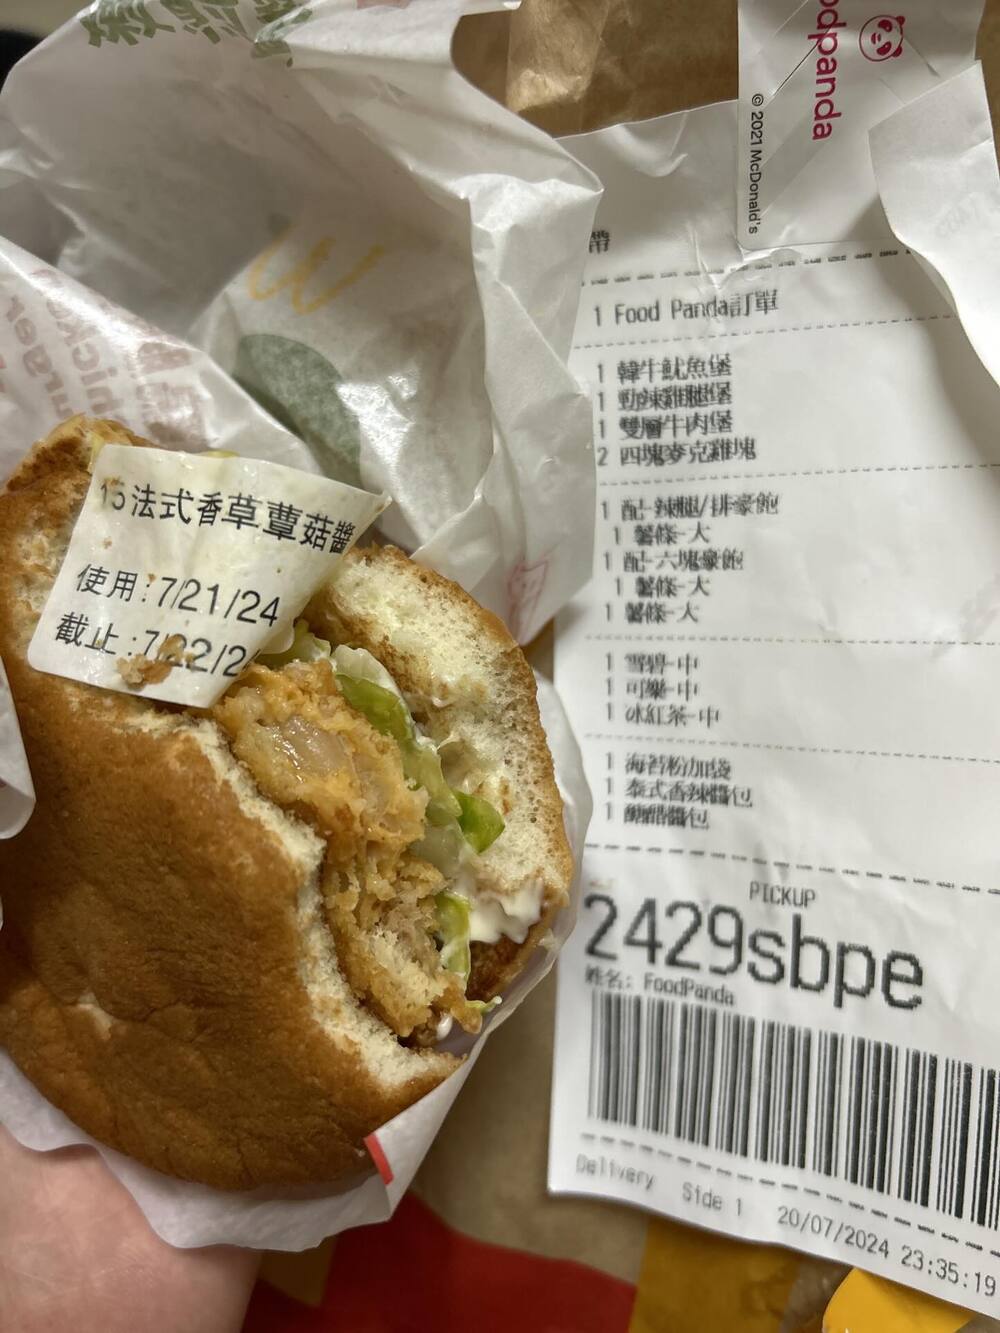 foodpanda
© 2021 McDonald's
帶
1 Food Panda訂單
1 韓牛魷魚堡
1 勁辣雞腿堡
1 雙層牛肉堡
2 四塊麥克雞塊
1 配-辣腿/排豪飽
1 薯條-大
1 配-六塊豪飽
1 薯條-大
1 薯條-大
1 雪碧-中
1 可樂-中
1 冰紅茶-中
1 海苔粉加袋
1 泰式香辣醬包
1 糖醋醬包
PICKUP
2429sbpe
姓名: FoodPanda
Delivery Side 1 20/07/2024 23:35:19
15法式香草蕈菇醬
使用:7/21/24
截止:7/22/2